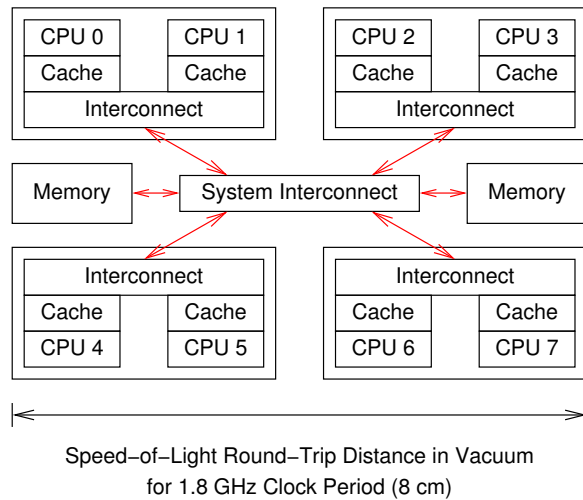 CPU 0 CPU 1 CPU 2 CPU 3
Cache Cache Cache Cache
Interconnect Interconnect
Memory System Interconnect Memory
Interconnect Interconnect
Cache Cache Cache Cache
CPU 4 CPU 5 CPU 6 CPU 7
Speed−of−Light Round−Trip Distance in Vacuum
for 1.8 GHz Clock Period (8 cm)